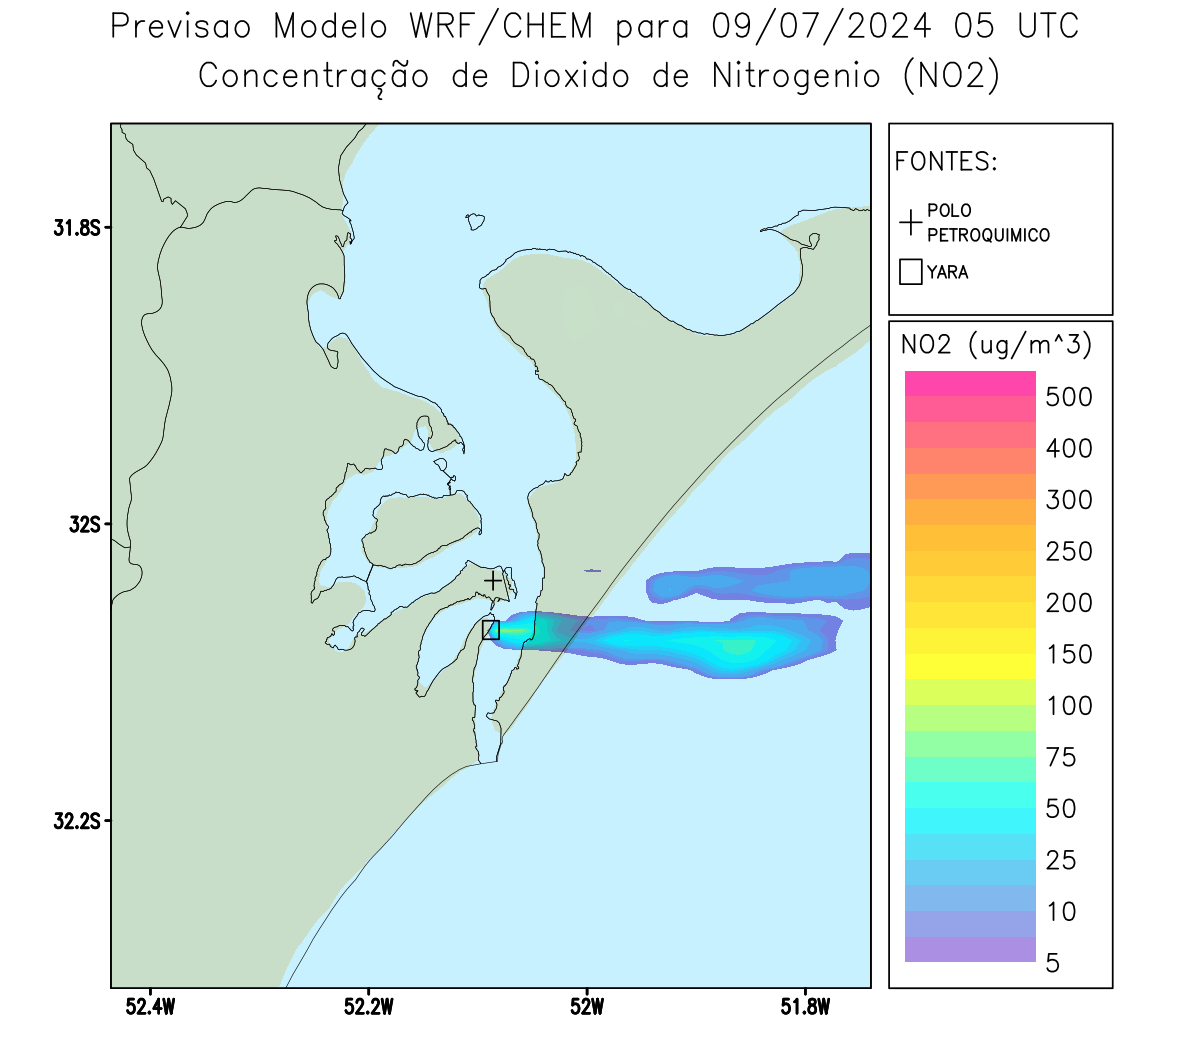 Previsao Modelo WRF/CHEM para 09/07/2024 05 UTC
Concentração de Dioxido de Nitrogenio (NO2)
FONTES:
POLO
PETROQUIMICO
YARA
NO2 (ug/m^3)
500
400
300
250
200
150
100
75
50
25
10
5
31.8S
32S
32.2S
52.4W
52.2W
52W
51.8W